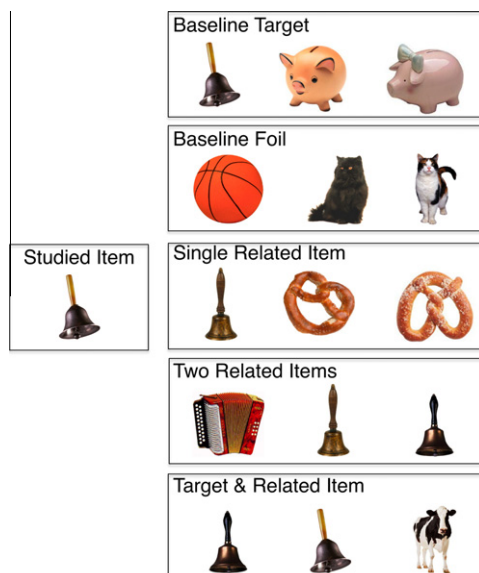 Baseline Target
Baseline Foil
Studied Item
Single Related Item
Two Related Items
Target & Related Item